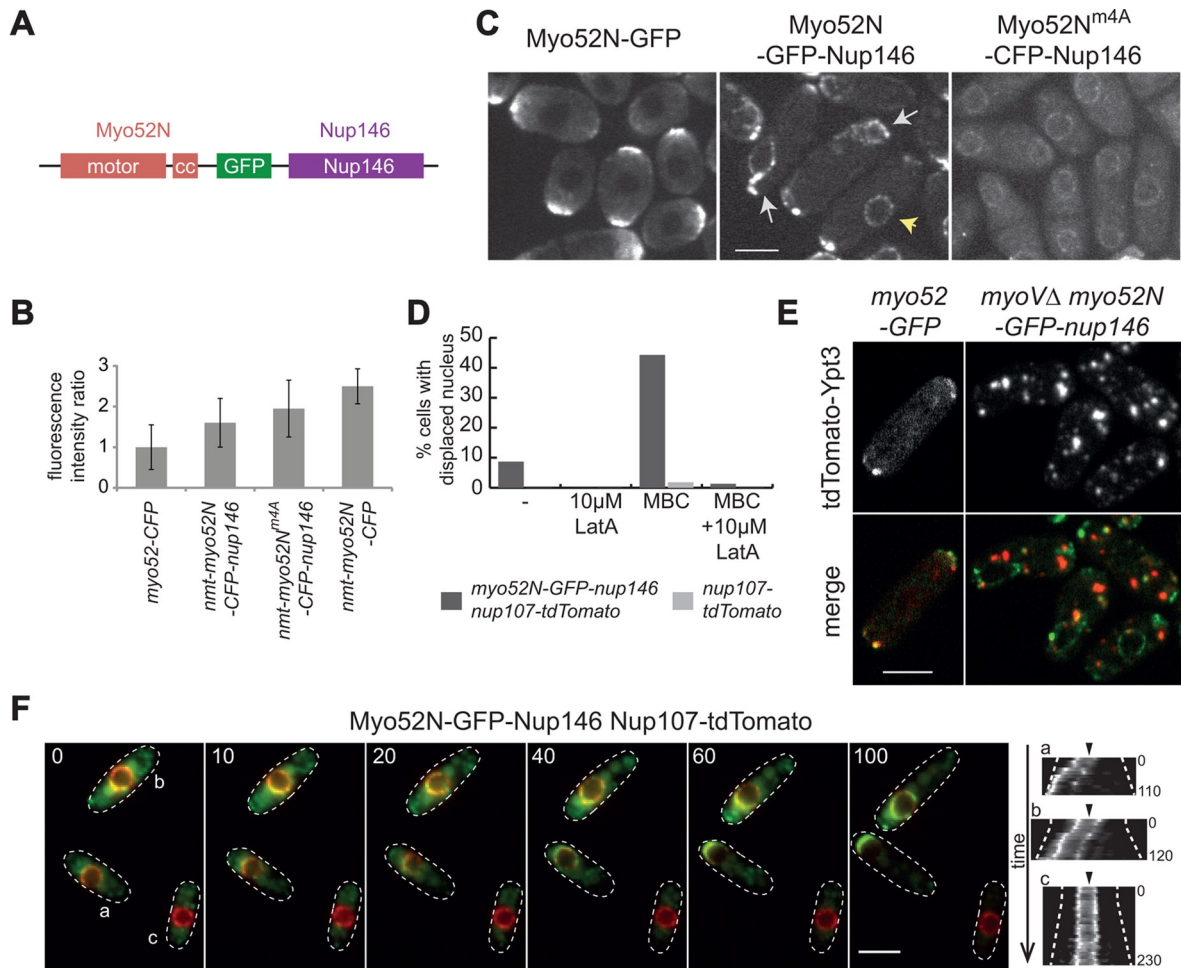 A
Myo52N
Nup146
motor
cc
GFP
Nup146
B
fluorescence
intensity ratio
3
2
1
0
myo52-CFP
nmt-myo52N
-CFP-nup146
nmt-myo52N^m4A
-CFP-nup146
nmt-myo52N
-CFP
C
Myo52N-GFP
Myo52N
-GFP-Nup146
Myo52N^m4A
-CFP-Nup146
D
% cells with
displaced nucleus
50
40
30
20
10
0
-
10µM
LatA
MBC
MBC
+10µM
LatA
myo52N-GFP-nup146
nup107-tdTomato
nup107-
tdTomato
E
myo52
-GFP
myoVΔ myo52N
-GFP-nup146
tdTomato-Ypt3
merge
F
Myo52N-GFP-Nup146 Nup107-tdTomato
0
10
20
40
60
100
b
a
c
time
a
0
110
b
0
120
c
0
230